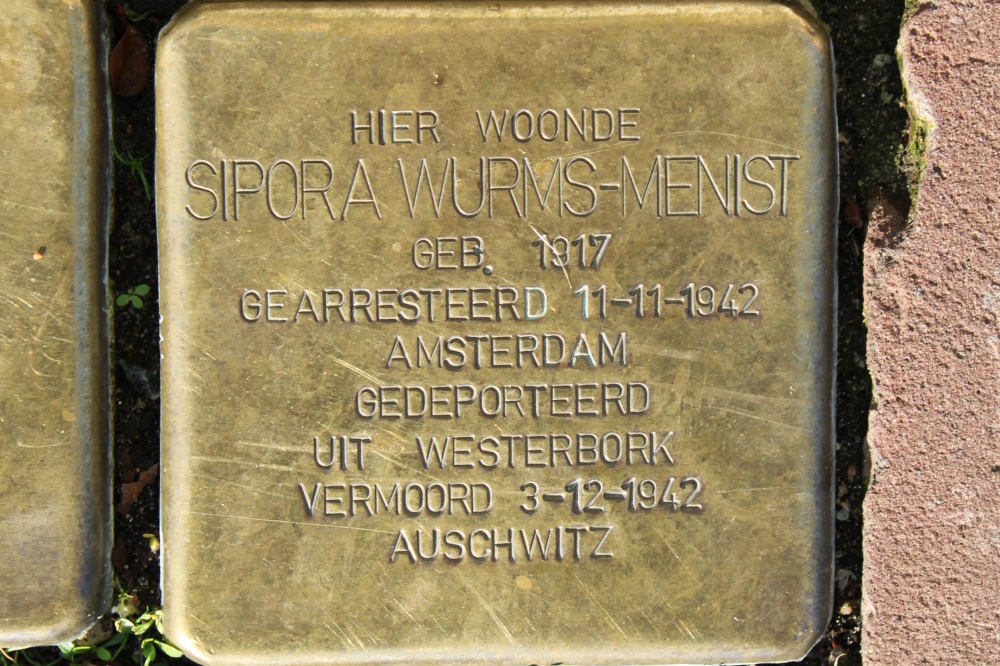 HIER WOONDE
SIPORA WURMS-MENIST
GEB. 1917
GEARRESTEERD 11-11-1942
AMSTERDAM
GEDEPORTEERD
UIT WESTERBORK
VERMOORD 3-12-1942
AUSCHWITZ